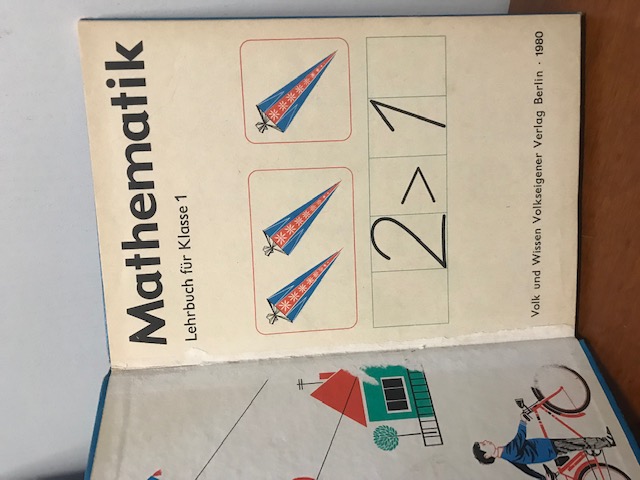 Mathematik
Lehrbuch für Klasse 1
2 > 1
Volk und Wissen Volkseigener Verlag Berlin · 1980